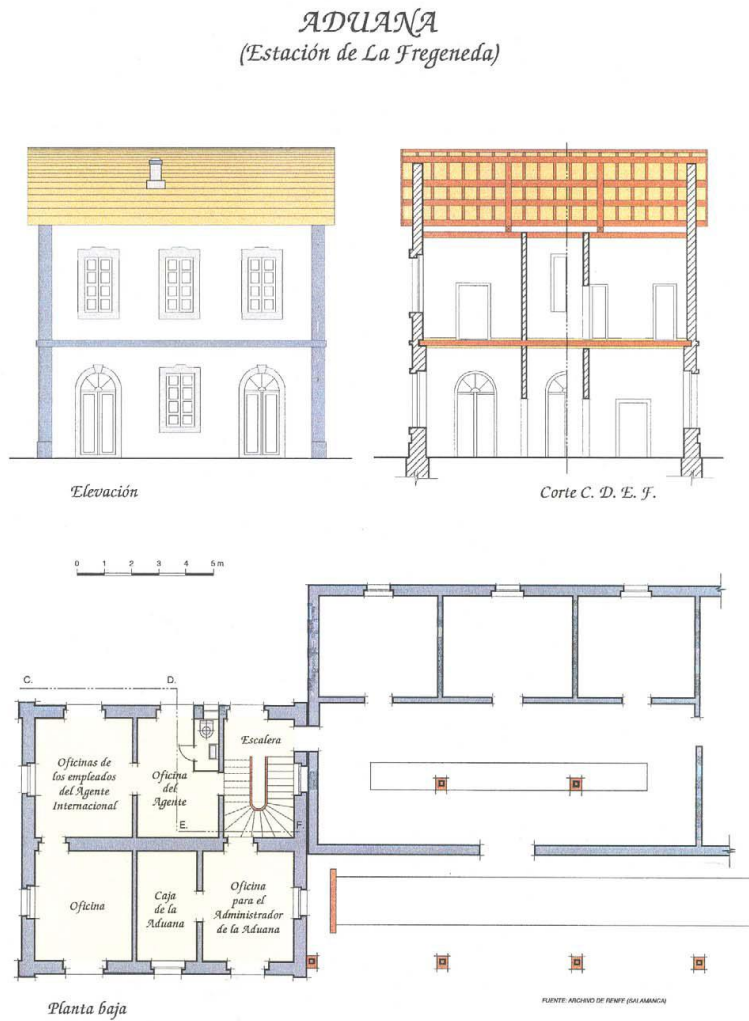 ADUANA
(Estación de La Fregeneda)
Elevación
Corte C. D. E. F.
0 1 2 3 4 5 m
C.
D.
Escalera
Oficinas de
los empleados
del Agente
Internacional
Oficina
del
Agente
E.
F.
Oficina
Caja
de la
Aduana
Oficina
para el
Administrador
de la Aduana
Planta baja
FUENTE: ARCHIVO DE RENFE (SALAMANCA)